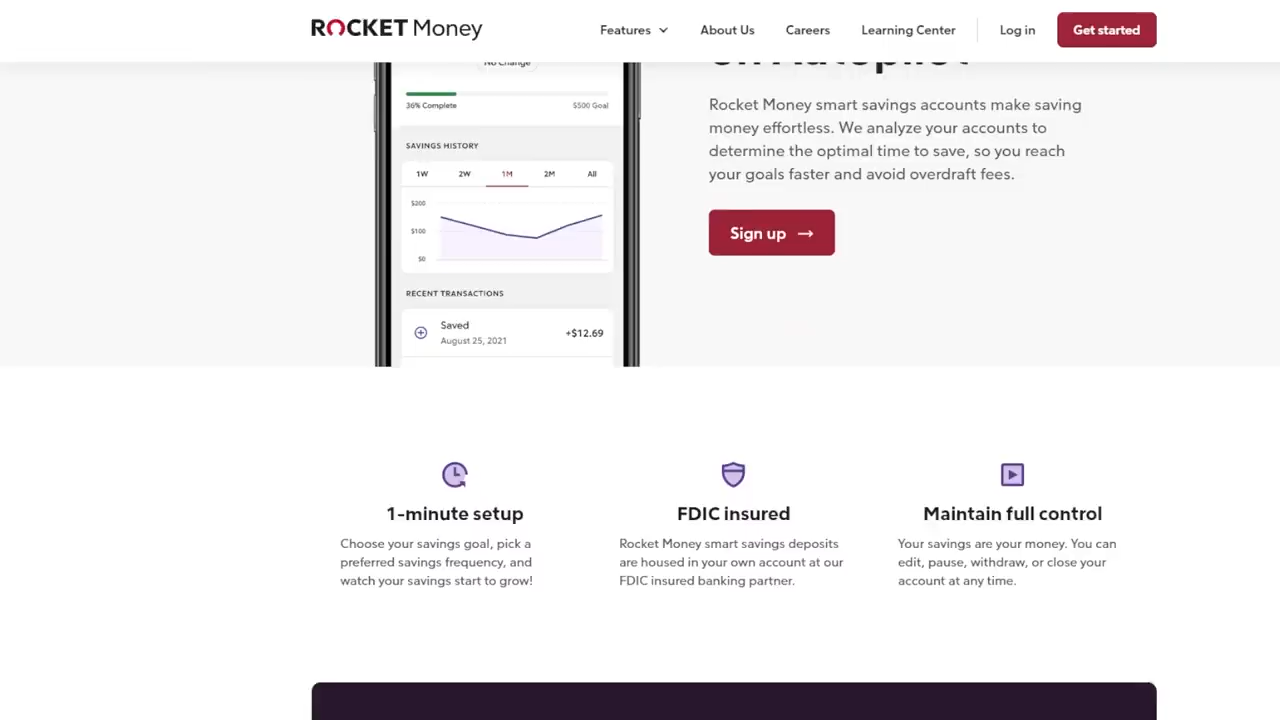 ROCKET Money
Features
About Us
Careers
Learning Center
Log in
Get started
on Autopilot
No Change
36% Complete
$500 Goal
SAVINGS HISTORY
1W
2W
1M
2M
All
$200
$100
$0
RECENT TRANSACTIONS
Saved
August 25, 2021
+$12.69
Rocket Money smart savings accounts make saving
money effortless. We analyze your accounts to
determine the optimal time to save, so you reach
your goals faster and avoid overdraft fees.
Sign up →
1-minute setup
Choose your savings goal, pick a
preferred savings frequency, and
watch your savings start to grow!
FDIC insured
Rocket Money smart savings deposits
are housed in your own account at our
FDIC insured banking partner.
Maintain full control
Your savings are your money. You can
edit, pause, withdraw, or close your
account at any time.